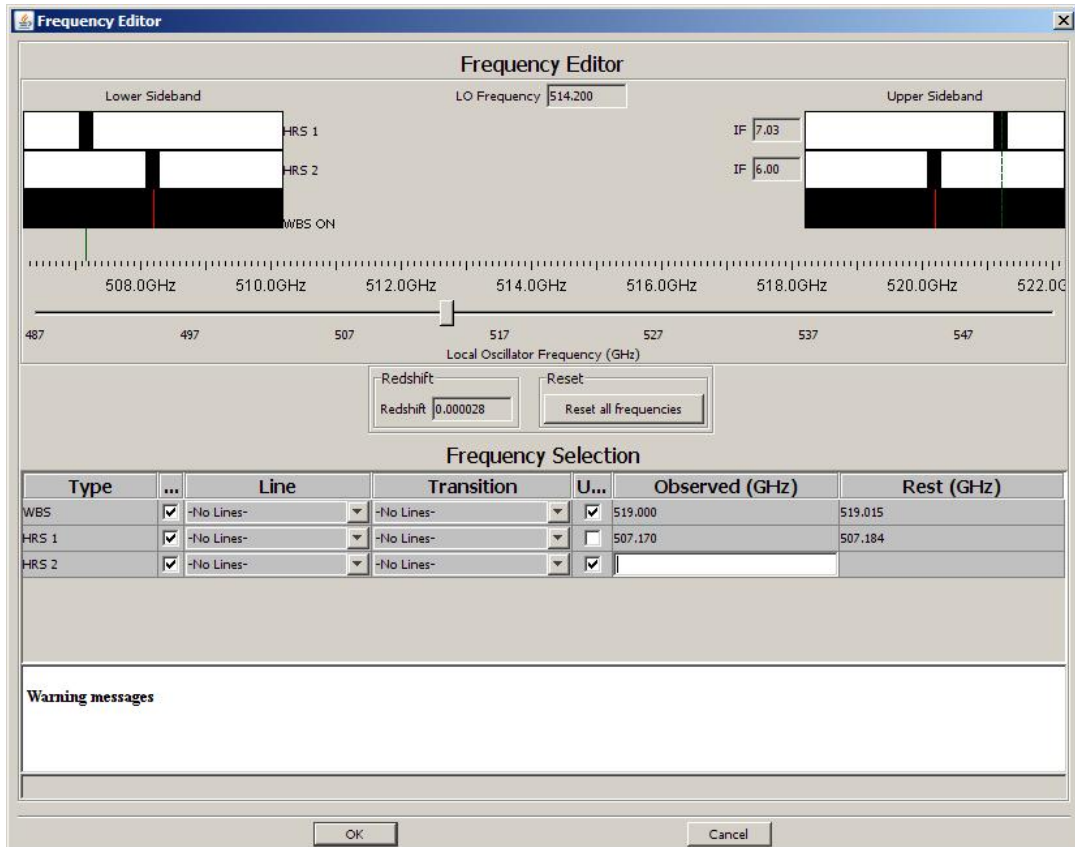 Frequency Editor
Frequency Editor
Lower Sideband
LO Frequency 514.200
Upper Sideband
HRS 1
IF 7.03
HRS 2
IF 6.00
WBS ON
508.0GHz 510.0GHz 512.0GHz 514.0GHz 516.0GHz 518.0GHz 520.0GHz 522.0G
487 497 507 517 527 537 547
Local Oscillator Frequency (GHz)
Redshift
Reset
Redshift 0.000028
Reset all frequencies
Frequency Selection
Type ... Line Transition U... Observed (GHz) Rest (GHz)
WBS -No Lines- -No Lines- 519.000 519.015
HRS 1 -No Lines- -No Lines- 507.170 507.184
HRS 2 -No Lines- -No Lines-
Warning messages
OK
Cancel